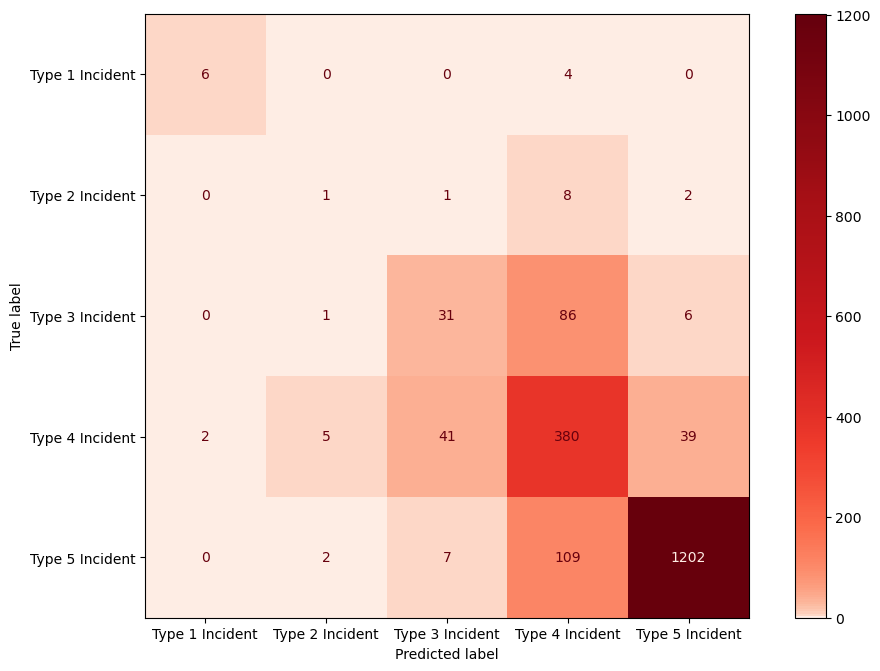 1200
Type 1 Incident 6 0 0 4 0
1000
Type 2 Incident 0 1 1 8 2
800
Type 3 Incident 0 1 31 86 6
600
True label
400
Type 4 Incident 2 5 41 380 39
200
Type 5 Incident 0 2 7 109 1202
0
Type 1 Incident Type 2 Incident Type 3 Incident Type 4 Incident Type 5 Incident
Predicted label